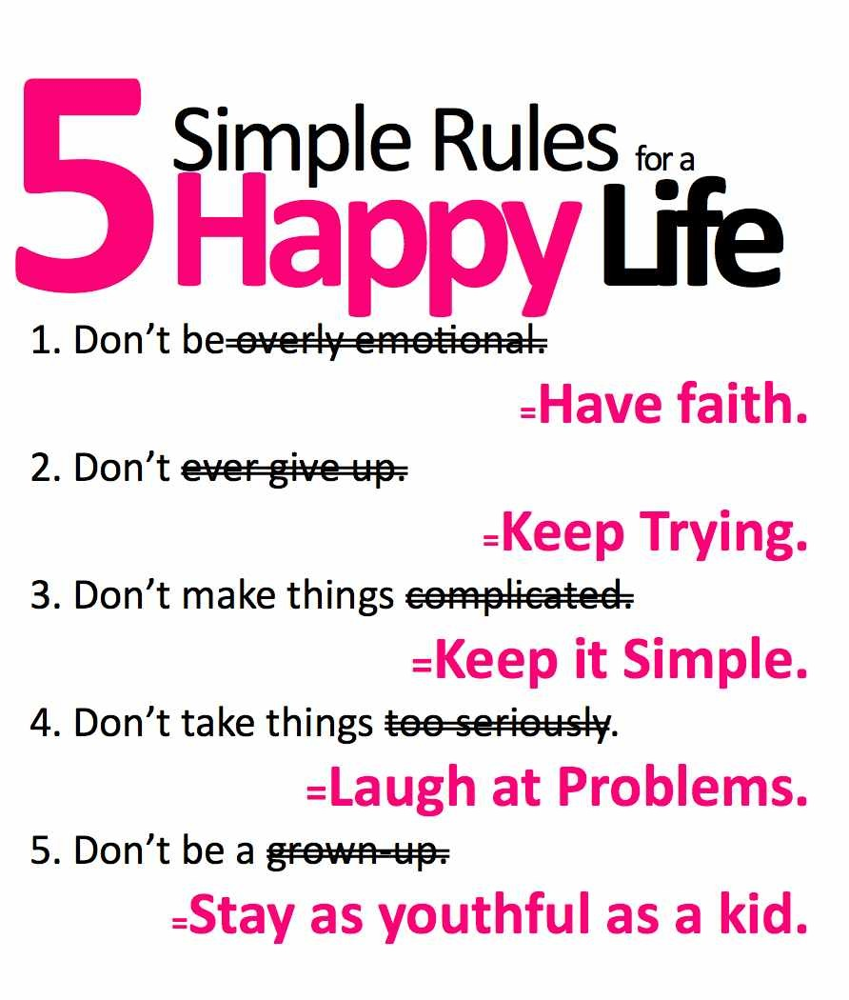 5 Simple Rules for a
Happy Life
1. Don’t be overly emotional.
=Have faith.
2. Don’t ever give up.
=Keep Trying.
3. Don’t make things complicated.
=Keep it Simple.
4. Don’t take things too seriously.
=Laugh at Problems.
5. Don’t be a grown-up.
=Stay as youthful as a kid.